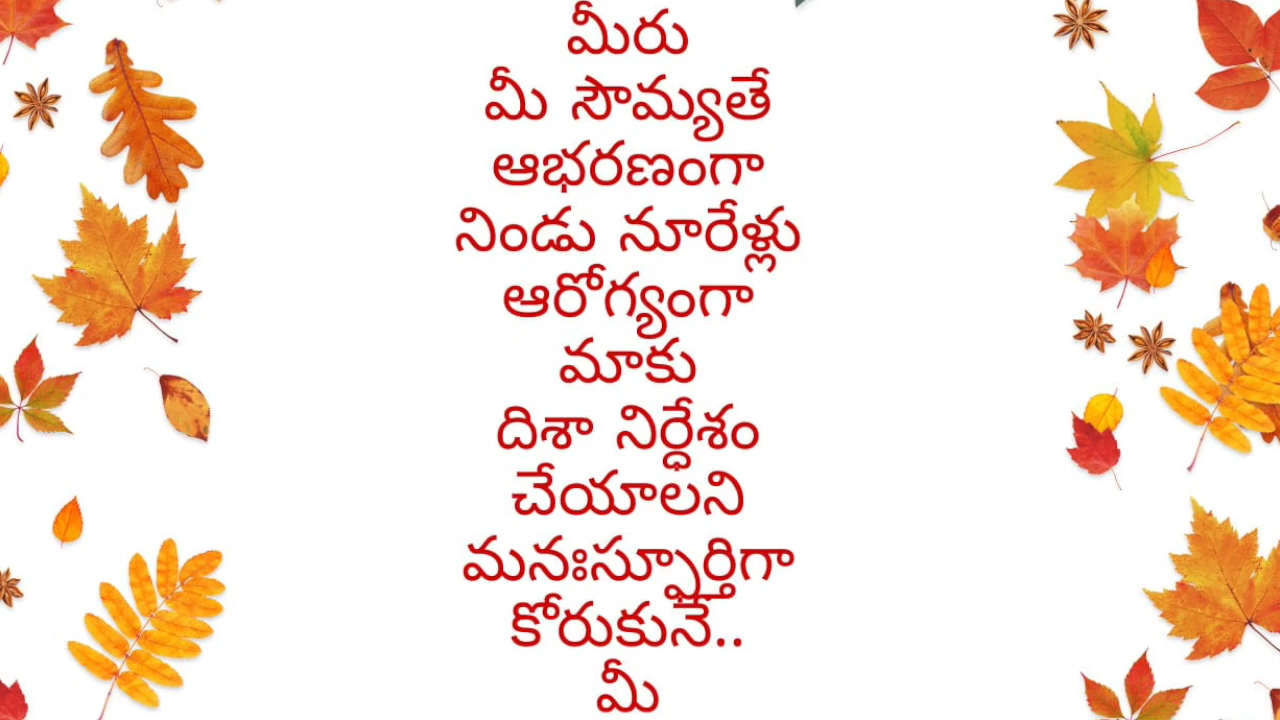 మీరు
మీ సౌమ్యతే
ఆభరణంగా
నిండు నూరేళ్లు
ఆరోగ్యంగా
మాకు
దిశా నిర్ధేశం
చేయాలని
మనఃస్ఫూర్తిగా
కోరుకునే..
మీ